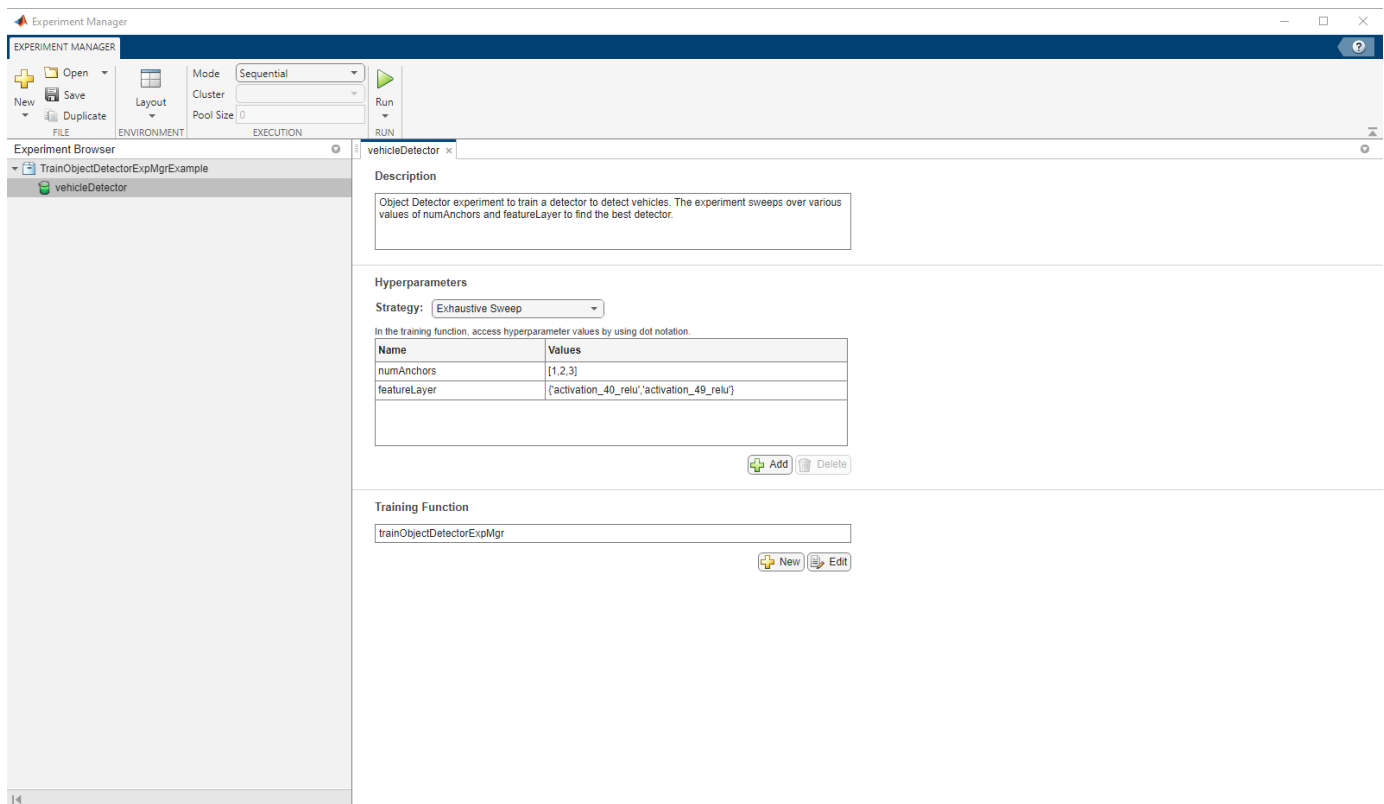 Experiment Manager
EXPERIMENT MANAGER
?
New
Open
Save
Duplicate
FILE
Layout
ENVIRONMENT
Mode Sequential
Cluster
Pool Size 0
EXECUTION
Run
RUN
Experiment Browser
TrainObjectDetectorExpMgrExample
vehicleDetector
vehicleDetector ×
Description
Object Detector experiment to train a detector to detect vehicles. The experiment sweeps over various
values of numAnchors and featureLayer to find the best detector.
Hyperparameters
Strategy: Exhaustive Sweep
In the training function, access hyperparameter values by using dot notation.
Name Values
numAnchors [1,2,3]
featureLayer {'activation_40_relu','activation_49_relu'}
Add Delete
Training Function
trainObjectDetectorExpMgr
New Edit